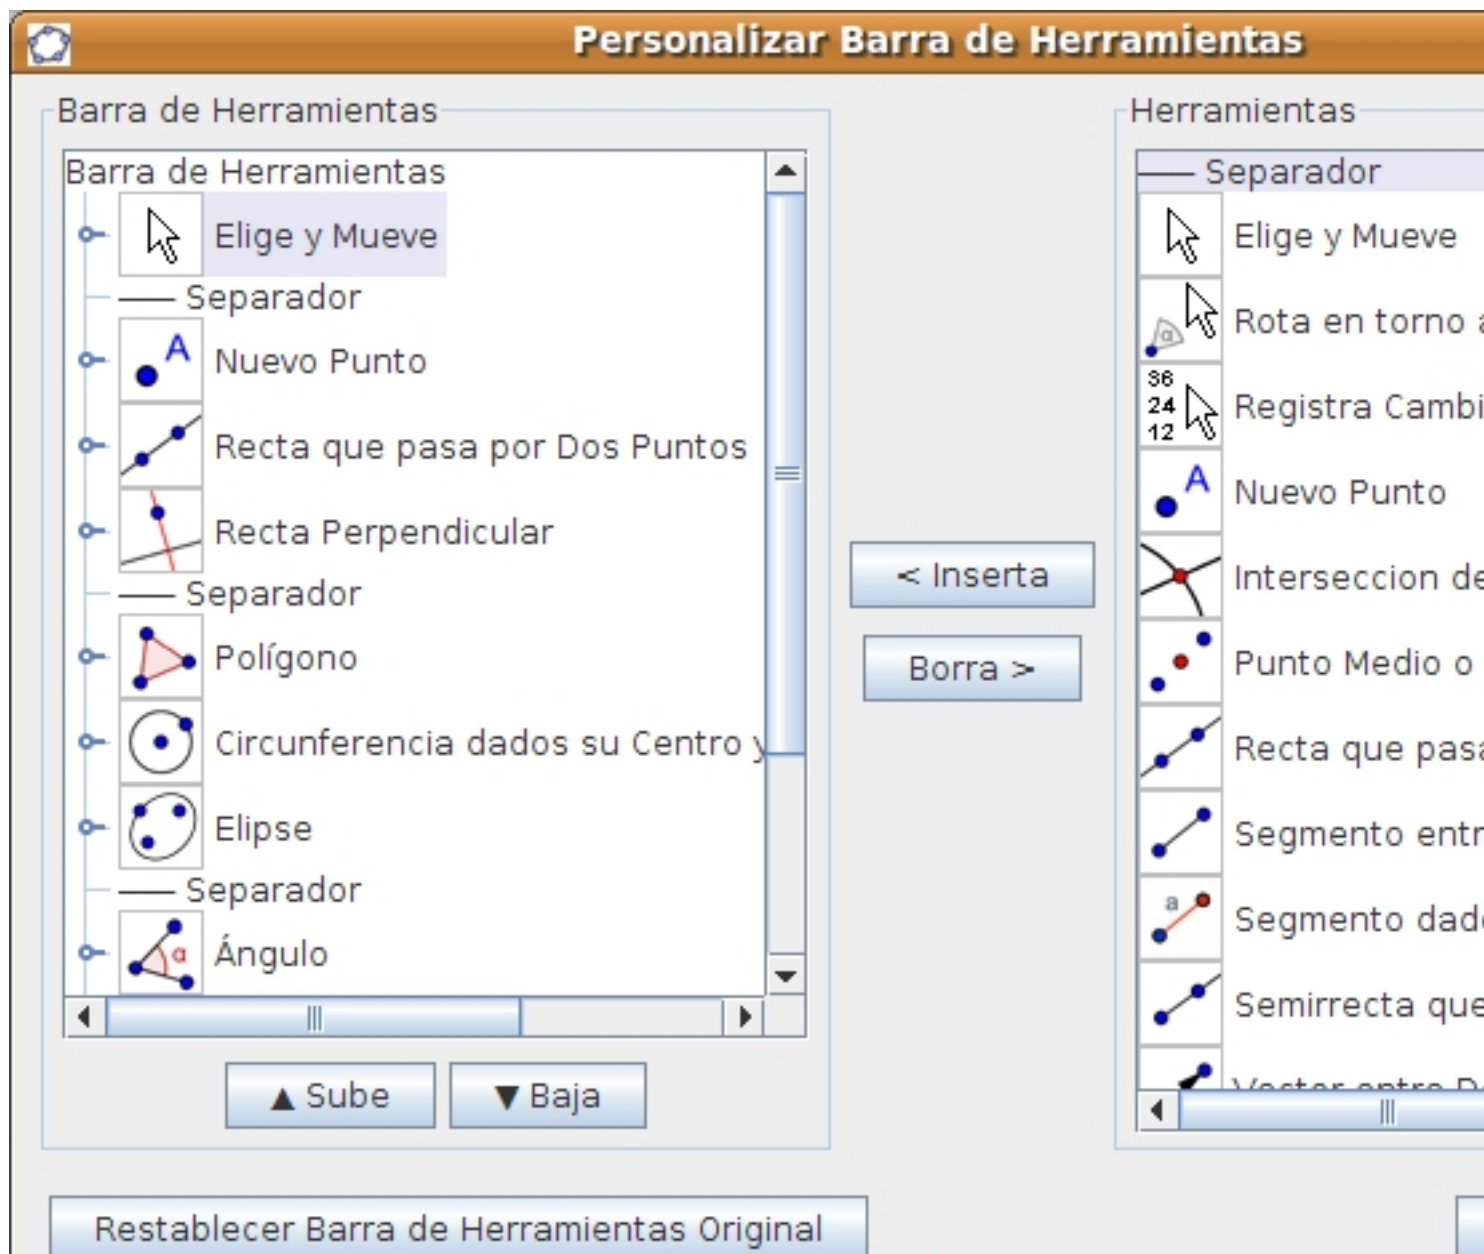 Personalizar Barra de Herramientas
Barra de Herramientas
Barra de Herramientas
Elige y Mueve
Separador
A Nuevo Punto
Recta que pasa por Dos Puntos
Recta Perpendicular
Separador
Polígono
Circunferencia dados su Centro y
Elipse
Separador
α Ángulo
▲ Sube
▼ Baja
Restablecer Barra de Herramientas Original
< Inserta
Borra >
Herramientas
Separador
Elige y Mueve
α Rota en torno a
36
24
12
Registra Cambi
A Nuevo Punto
Interseccion de
Punto Medio o
Recta que pasa
Segmento entr
a Segmento dado
Semirrecta que
Vector entre